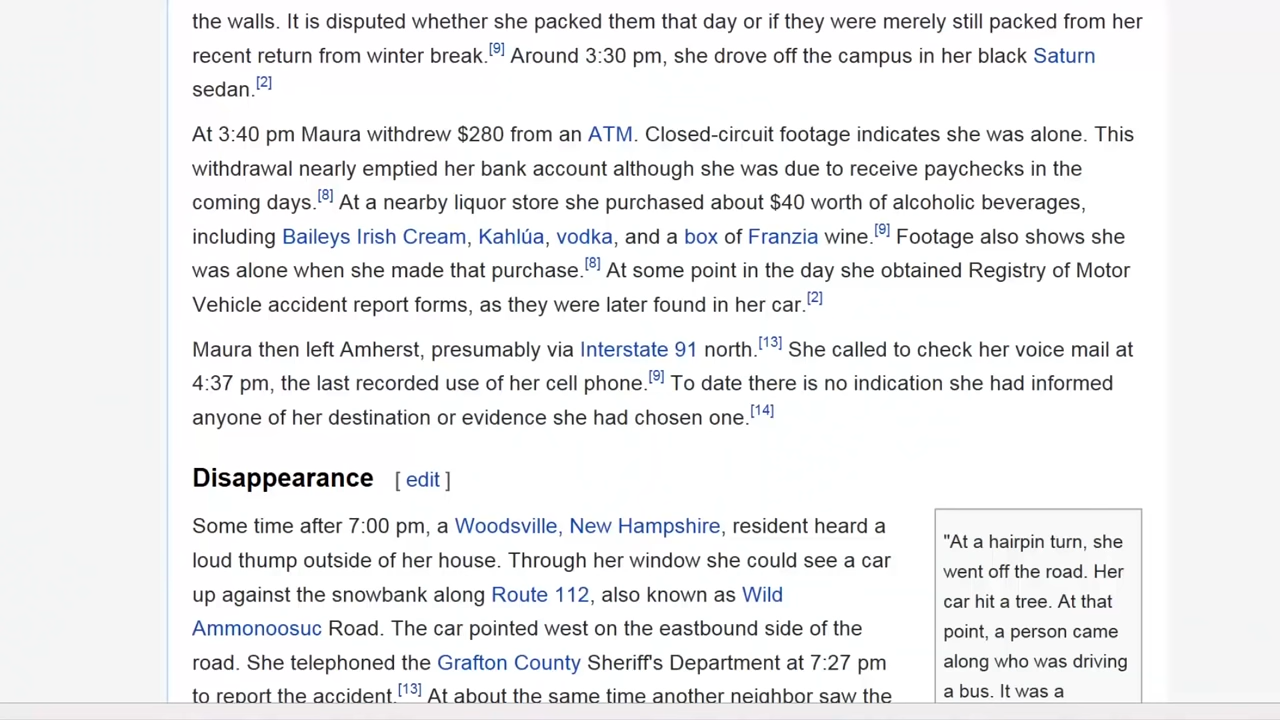 the walls. It is disputed whether she packed them that day or if they were merely still packed from her
recent return from winter break.[9] Around 3:30 pm, she drove off the campus in her black Saturn
sedan.[2]
At 3:40 pm Maura withdrew $280 from an ATM. Closed-circuit footage indicates she was alone. This
withdrawal nearly emptied her bank account although she was due to receive paychecks in the
coming days.[8] At a nearby liquor store she purchased about $40 worth of alcoholic beverages,
including Baileys Irish Cream, Kahlúa, vodka, and a box of Franzia wine.[9] Footage also shows she
was alone when she made that purchase.[8] At some point in the day she obtained Registry of Motor
Vehicle accident report forms, as they were later found in her car.[2]
Maura then left Amherst, presumably via Interstate 91 north.[13] She called to check her voice mail at
4:37 pm, the last recorded use of her cell phone.[9] To date there is no indication she had informed
anyone of her destination or evidence she had chosen one.[14]
Disappearance [ edit ]
Some time after 7:00 pm, a Woodsville, New Hampshire, resident heard a
loud thump outside of her house. Through her window she could see a car
up against the snowbank along Route 112, also known as Wild
Ammonoosuc Road. The car pointed west on the eastbound side of the
road. She telephoned the Grafton County Sheriff's Department at 7:27 pm
to report the accident.[13] At about the same time another neighbor saw the
"At a hairpin turn, she
went off the road. Her
car hit a tree. At that
point, a person came
along who was driving
a bus. It was a